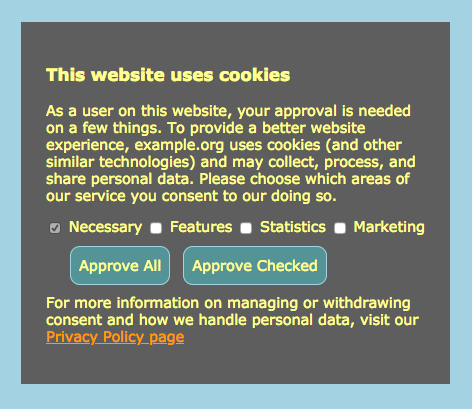 This website uses cookies
As a user on this website, your approval is needed
on a few things. To provide a better website
experience, example.org uses cookies (and other
similar technologies) and may collect, process, and
share personal data. Please choose which areas of
our service you consent to our doing so.
Necessary Features Statistics Marketing
Approve All Approve Checked
For more information on managing or withdrawing
consent and how we handle personal data, visit our
Privacy Policy page